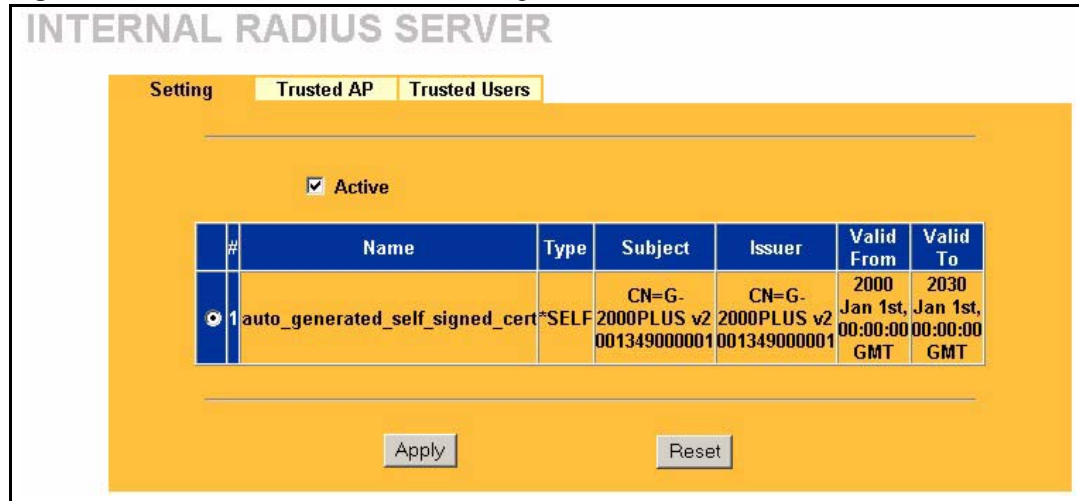 INTERNAL RADIUS SERVER
Setting Trusted AP Trusted Users
Active
# Name Type Subject Issuer Valid From Valid To
1 auto_generated_self_signed_cert *SELF CN=G-2000PLUS v2 001349000001 CN=G-2000PLUS v2 001349000001 2000 Jan 1st, 00:00:00 GMT 2030 Jan 1st, 00:00:00 GMT
Apply Reset